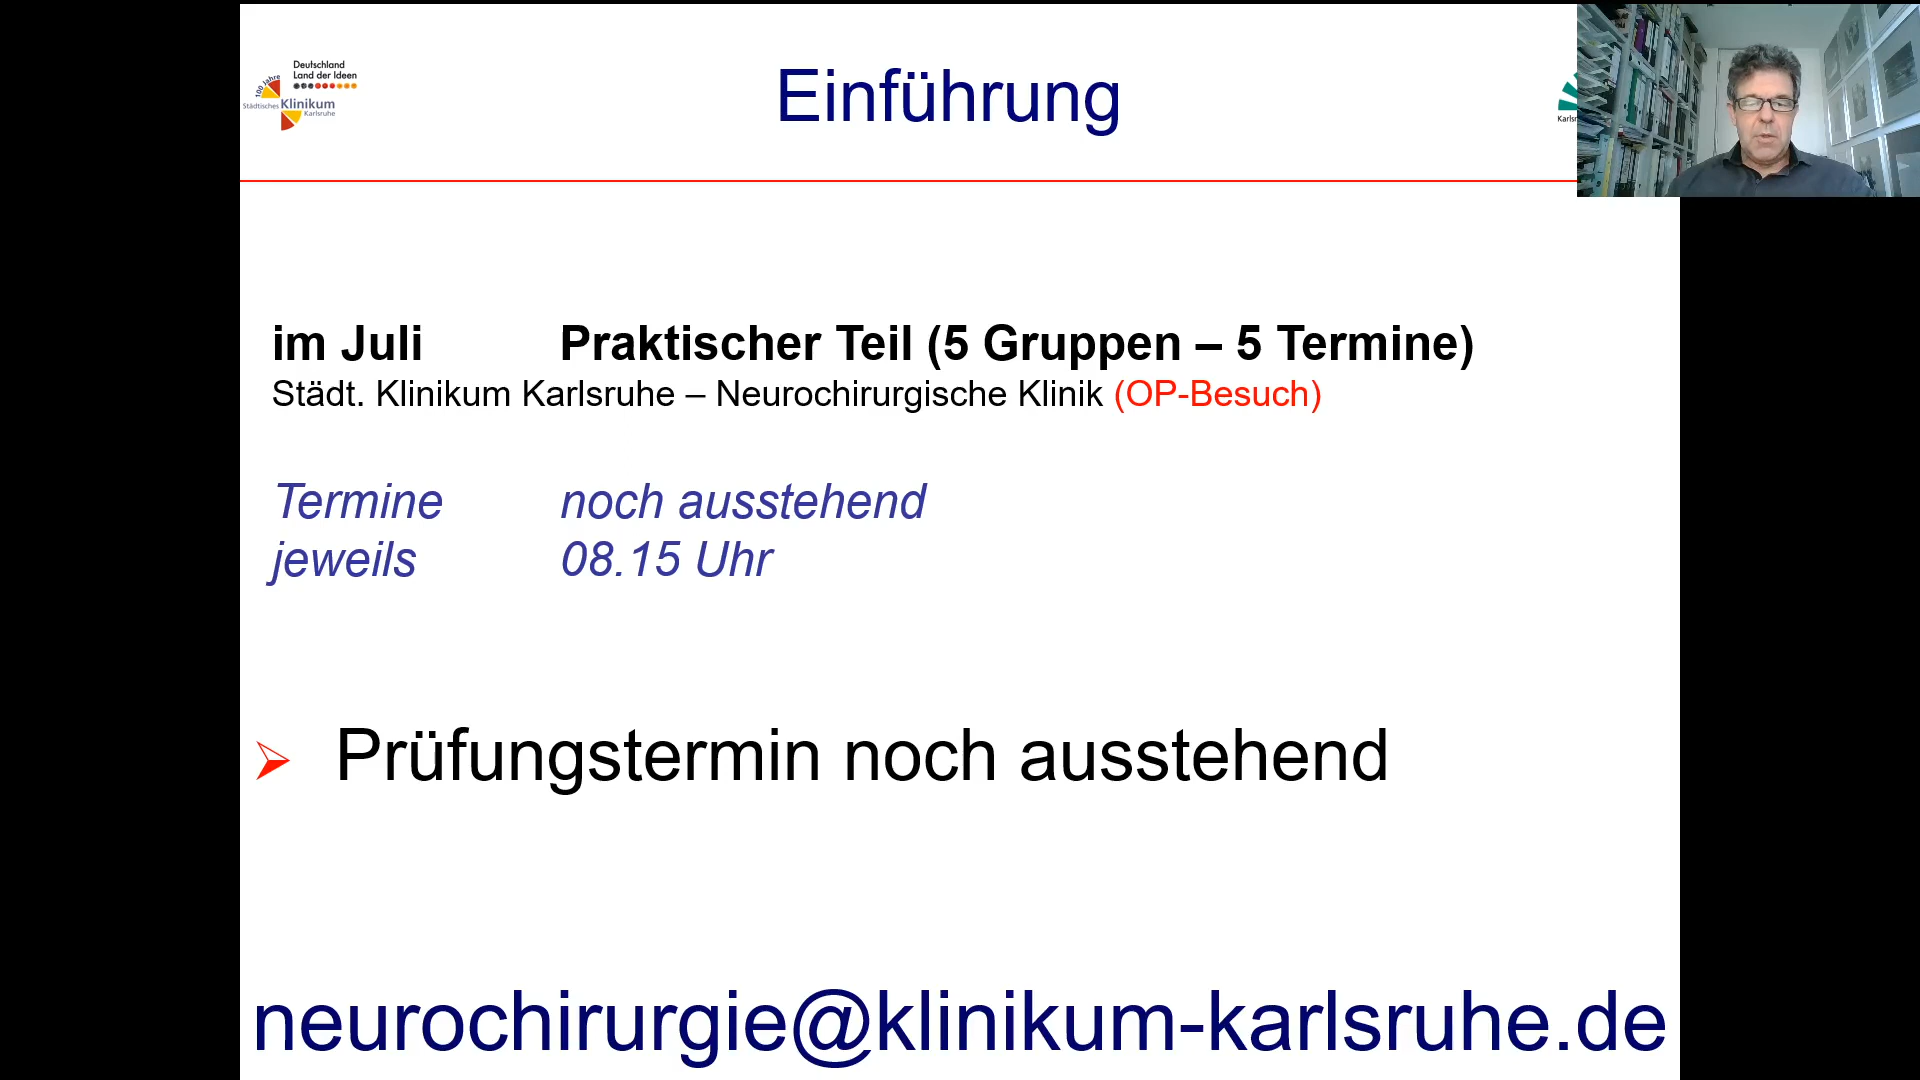 Deutschland
Land der Ideen
100 Jahre
Städtisches Klinikum
Karlsruhe
Einführung
im Juli Praktischer Teil (5 Gruppen – 5 Termine)
Städt. Klinikum Karlsruhe – Neurochirurgische Klinik (OP-Besuch)
Termine noch ausstehend
jeweils 08.15 Uhr
Prüfungstermin noch ausstehend
neurochirurgie@klinikum-karlsruhe.de